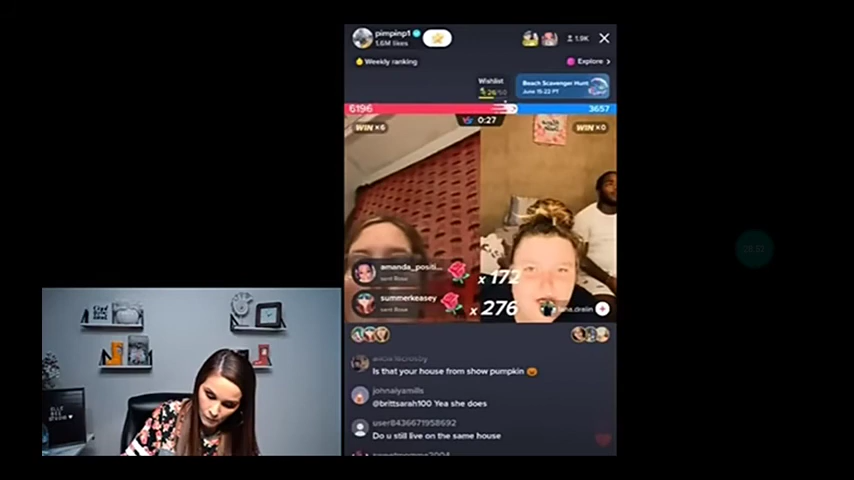 pimpinp1
1.6M likes
1.9K
Weekly ranking
Explore
Wishlist
Beach Scavenger Hunt
June 15-22 PT
6196
3657
0:27
WIN x6
WIN x0
amanda_positi...
sent Rose
x 172
summerkeasey
sent Rose
x 276
Is that your house from show pumpkin
johnaiyamills
@brittsarah100 Yea she does
user8436671958692
Do u still live on the same house